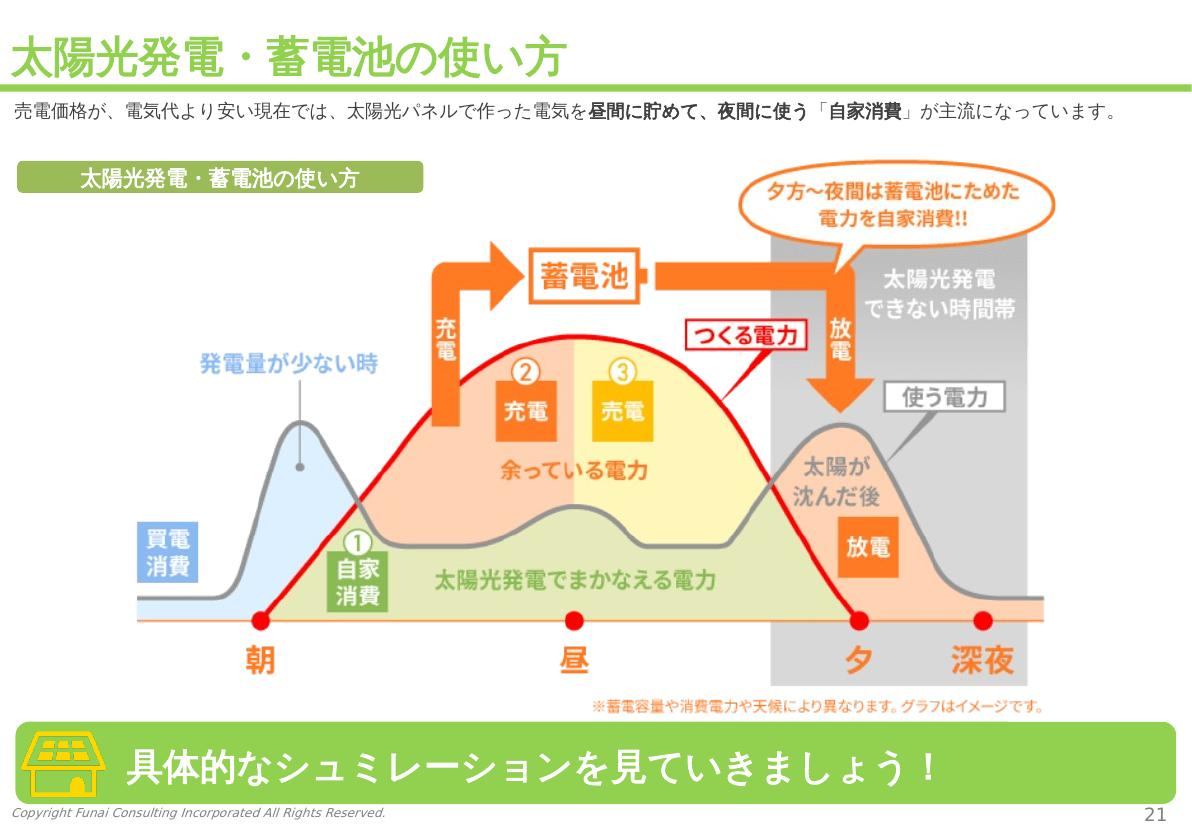 太陽光発電・蓄電池の使い方
売電価格が、電気代より安い現在では、太陽光パネルで作った電気を昼間に貯めて、夜間に使う「自家消費」が主流になっています。
太陽光発電・蓄電池の使い方
夕方～夜間は蓄電池にためた
電力を自家消費!!
蓄電池
太陽光発電
できない時間帯
充電
つくる電力
放電
発電量が少ない時
②
③
充電
売電
使う電力
余っている電力
太陽が
沈んだ後
買電
消費
①
自家
消費
太陽光発電でまかなえる電力
放電
朝
昼
夕
深夜
※蓄電容量や消費電力や天候により異なります。グラフはイメージです。
具体的なシュミレーションを見ていきましょう！
Copyright Funai Consulting Incorporated All Rights Reserved.
21